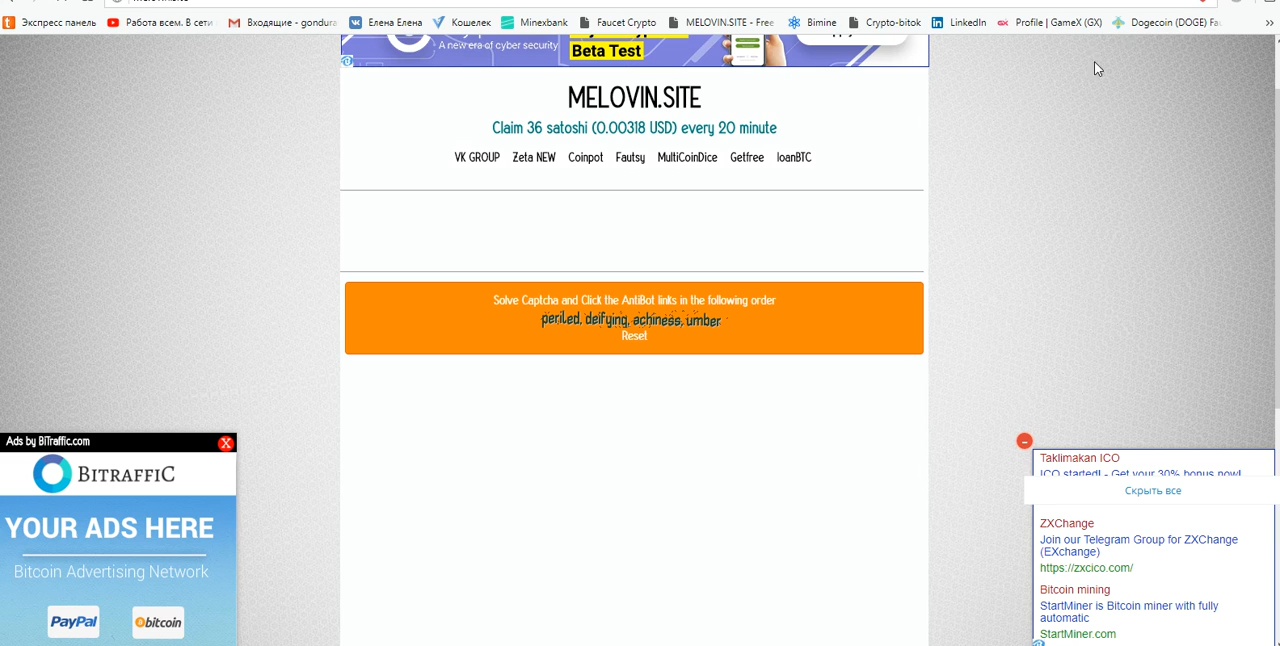 Экспресс панель Работа всем. В сети Входящие - gondura Елена Елена Кошелек Minexbank Faucet Crypto MELOVIN.SITE - Free Bimine Crypto-bitok LinkedIn Profile | GameX (GX) Dogecoin (DOGE) Fau »
A new era of cyber security
Beta Test
MELOVIN.SITE
Claim 36 satoshi (0.00318 USD) every 20 minute
VK GROUP Zeta NEW Coinpot Fautsy MultiCoinDice Getfree loanBTC
Solve Captcha and Click the AntiBot links in the following order
periled, deifying, achiness, umber
Reset
Ads by BiTraffic.com X
BITRAFFIC
YOUR ADS HERE
Bitcoin Advertising Network
PayPal bitcoin
Taklimakan ICO
ICO started! - Get your 30% bonus now!
Скрыть все
ZXChange
Join our Telegram Group for ZXChange
(EXchange)
https://zxcico.com/
Bitcoin mining
StartMiner is Bitcoin miner with fully
automatic
StartMiner.com